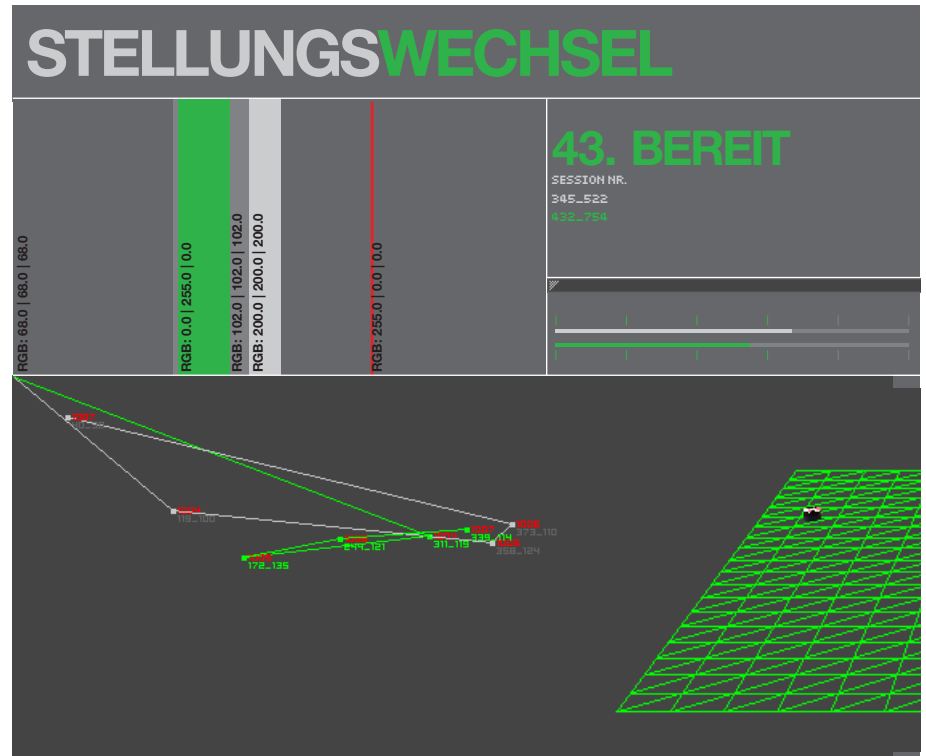 STELLUNGSWECHSEL
RGB: 68.0 | 68.0 | 68.0
RGB: 0.0 | 255.0 | 0.0
RGB: 102.0 | 102.0 | 102.0
RGB: 200.0 | 200.0 | 200.0
RGB: 255.0 | 0.0 | 0.0
43. BEREIT
SESSION NR.
345_522
432_754
119_100
172_135
244_121
311_119
339_114
373_110
358_124